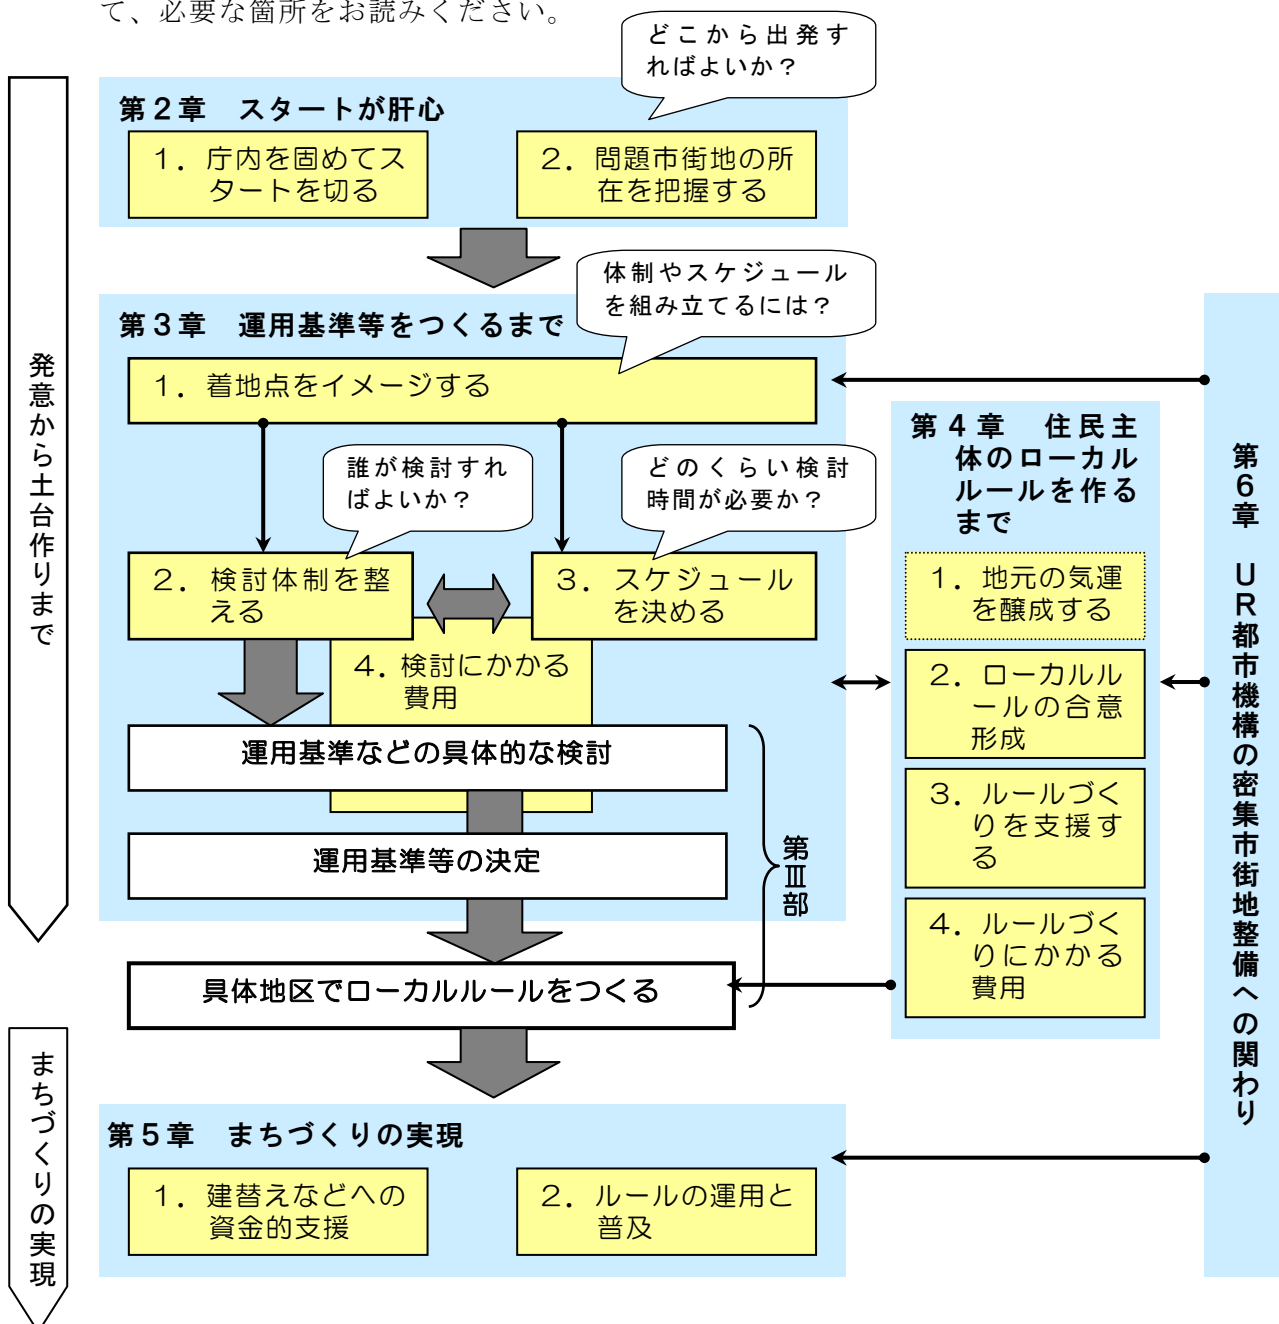 て、必要な箇所をお読みください。
どこから出発す
ればよいか？
第２章　スタートが肝心
１．庁内を固めてス
タートを切る
２．問題市街地の所
在を把握する
体制やスケジュール
を組み立てるには？
第３章　運用基準等をつくるまで
１．着地点をイメージする
誰が検討すれ
ばよいか？
どのくらい検討
時間が必要か？
２．検討体制を整
える
３．スケジュール
を決める
４．検討にかかる
費用
運用基準などの具体的な検討
運用基準等の決定
第Ⅲ部
具体地区でローカルルールをつくる
発意から土台作りまで
第４章　住民主
体のローカル
ルールを作る
まで
１．地元の気運
を醸成する
２．ローカルル
ールの合意
形成
３．ルールづく
りを支援す
る
４．ルールづく
りにかかる
費用
第６章　ＵＲ都市機構の密集市街地整備への関わり
第５章　まちづくりの実現
１．建替えなどへの
資金的支援
２．ルールの運用と
普及
まちづくりの実現